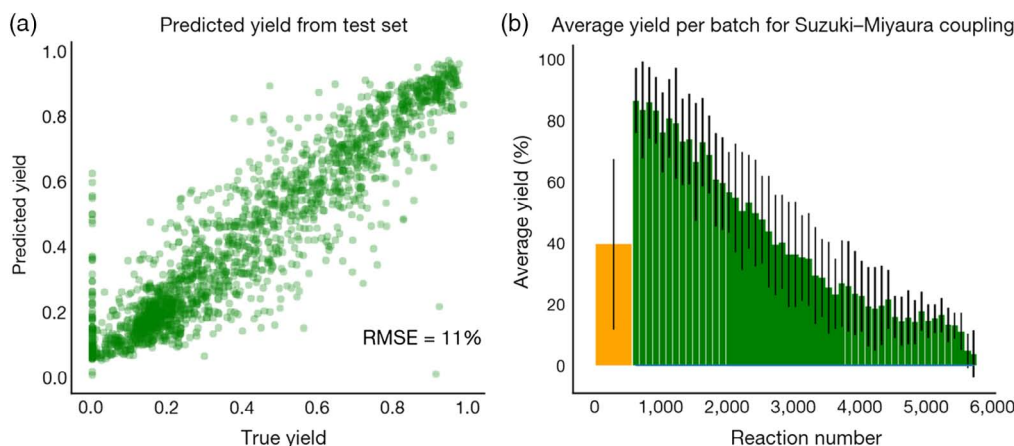 (a)
Predicted yield from test set
Predicted yield
1.0
0.8
0.6
0.4
0.2
0.0
RMSE = 11%
0.0 0.2 0.4 0.6 0.8 1.0
True yield
(b)
Average yield per batch for Suzuki–Miyaura coupling
Average yield (%)
100
80
60
40
20
0
0 1,000 2,000 3,000 4,000 5,000 6,000
Reaction number